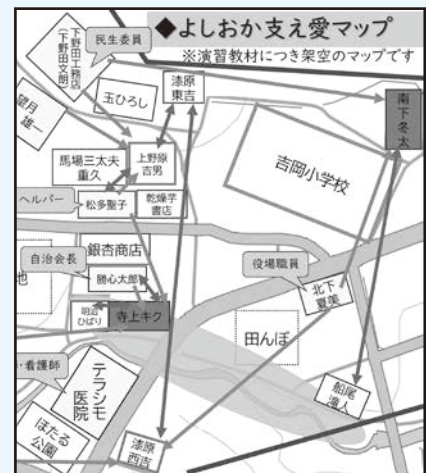 ◆よしおか支え愛マップ
※演習教材につき架空のマップです
民生委員
下野田工務店
(下野田文朗)
漆原
東吉
玉ひろし
望月
雄一
南下冬太
馬場三太夫
重久
上野原
吉男
吉岡小学校
ヘルパー
松多聖子
乾燥芋
書店
銀杏商店
自治会長
勝心太郎
役場職員
北下
夏美
明辺
ひばり
寺上キク
田んぼ
・看護師
テラシモ
医院
船尾
滝人
ほたる
公園
漆原
西吉